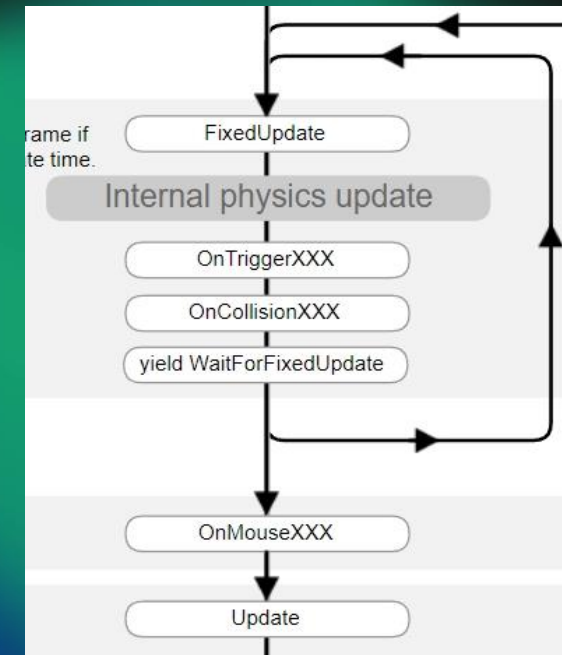 rame if
te time.
FixedUpdate
Internal physics update
OnTriggerXXX
OnCollisionXXX
yield WaitForFixedUpdate
OnMouseXXX
Update